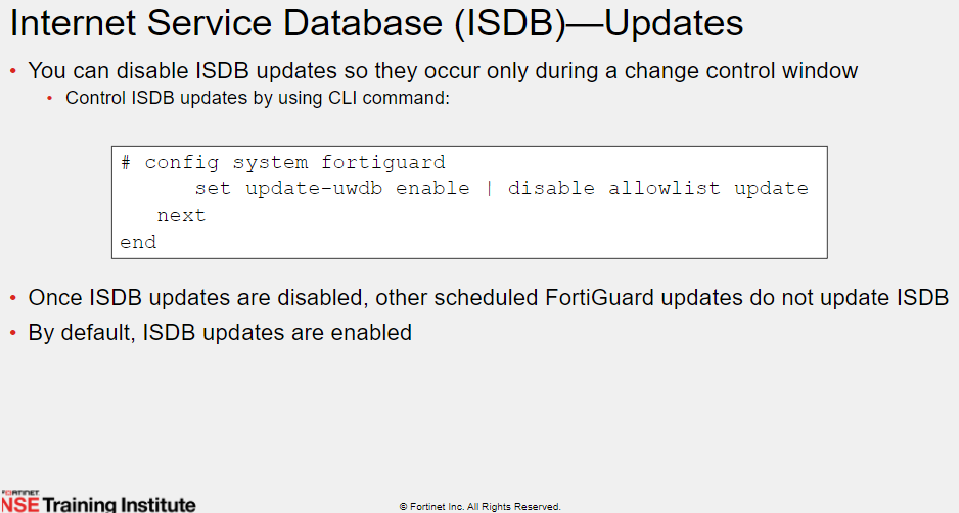 Internet Service Database (ISDB)—Updates
• You can disable ISDB updates so they occur only during a change control window
• Control ISDB updates by using CLI command:
# config system fortiguard
set update-uwdb enable | disable allowlist update
next
end
• Once ISDB updates are disabled, other scheduled FortiGuard updates do not update ISDB
• By default, ISDB updates are enabled
FORTINET
NSE Training Institute
© Fortinet Inc. All Rights Reserved.